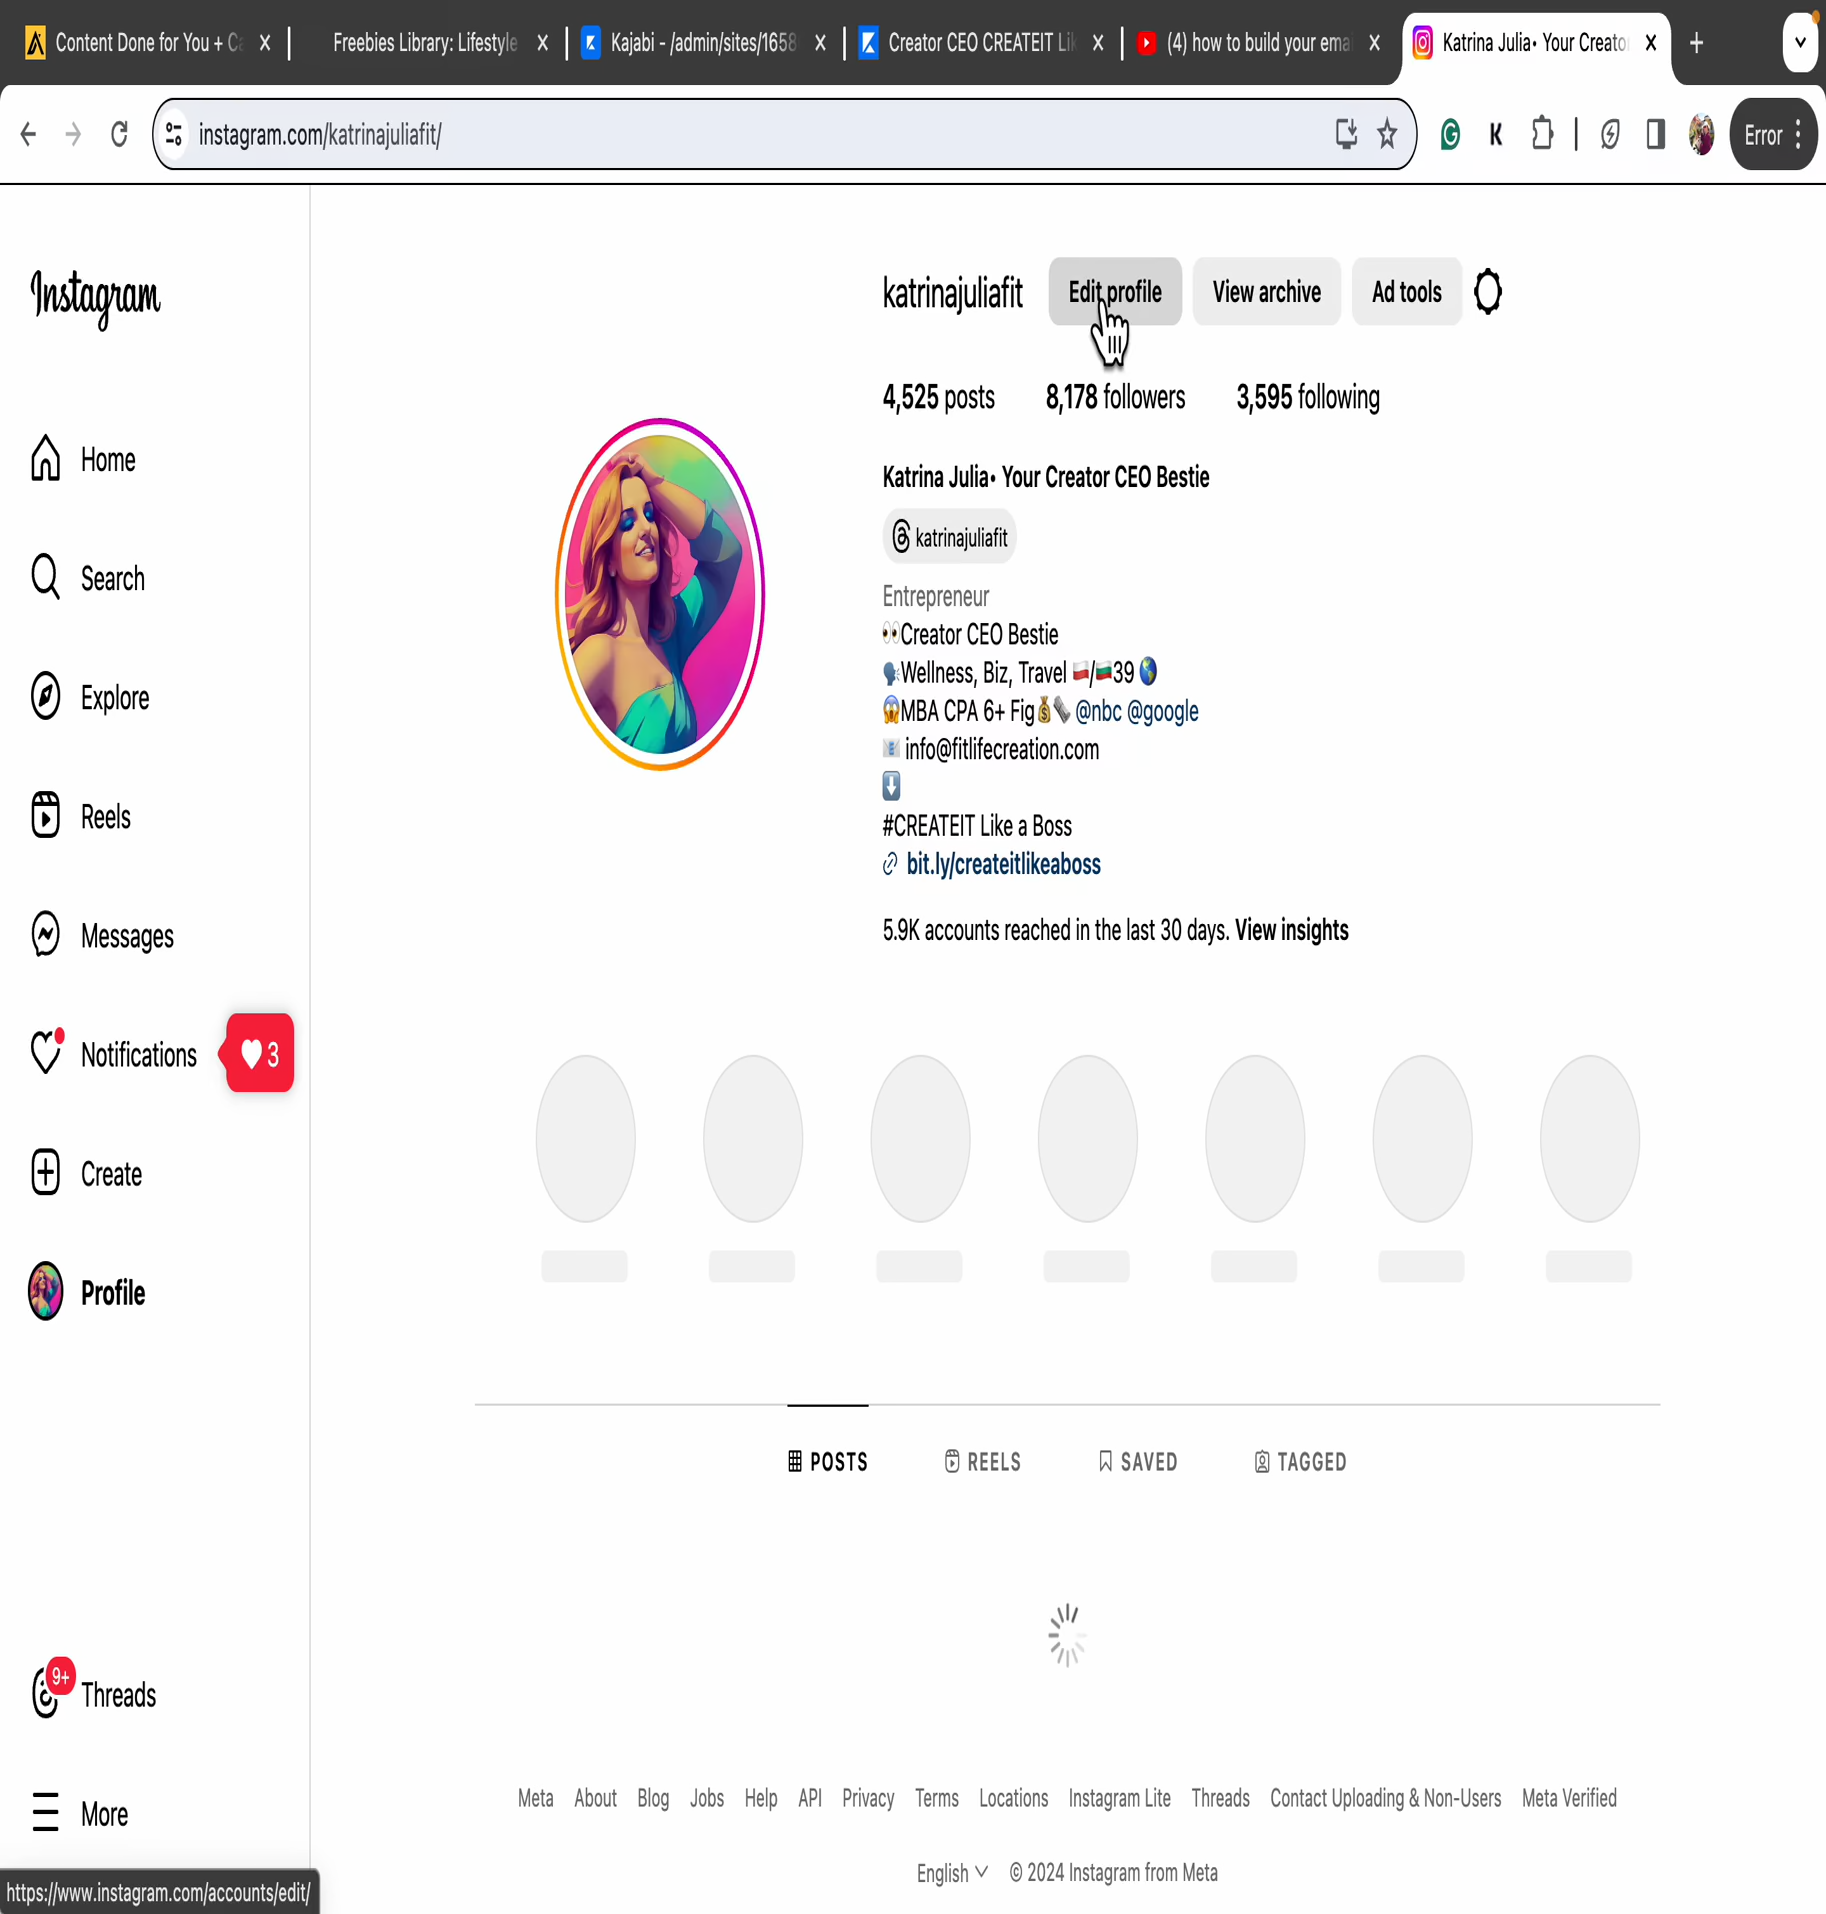 Content Done for You + Ca
Freebies Library: Lifestyle
Kajabi - /admin/sites/1658
Creator CEO CREATEIT Lik
(4) how to build your emai
Katrina Julia• Your Creato
instagram.com/katrinajuliafit/
Error
Instagram
Home
Search
Explore
Reels
Messages
Notifications
3
Create
Profile
9+
Threads
More
katrinajuliafit
Edit profile
View archive
Ad tools
4,525 posts
8,178 followers
3,595 following
Katrina Julia• Your Creator CEO Bestie
katrinajuliafit
Entrepreneur
👀Creator CEO Bestie
🗣️Wellness, Biz, Travel 🇵🇱/🇧🇬39 🌎
😱MBA CPA 6+ Fig💰🗞️ @nbc @google
📧 info@fitlifecreation.com
⬇️
#CREATEIT Like a Boss
bit.ly/createitlikeaboss
5.9K accounts reached in the last 30 days. View insights
POSTS
REELS
SAVED
TAGGED
Meta About Blog Jobs Help API Privacy Terms Locations Instagram Lite Threads Contact Uploading & Non-Users Meta Verified
English © 2024 Instagram from Meta
https://www.instagram.com/accounts/edit/